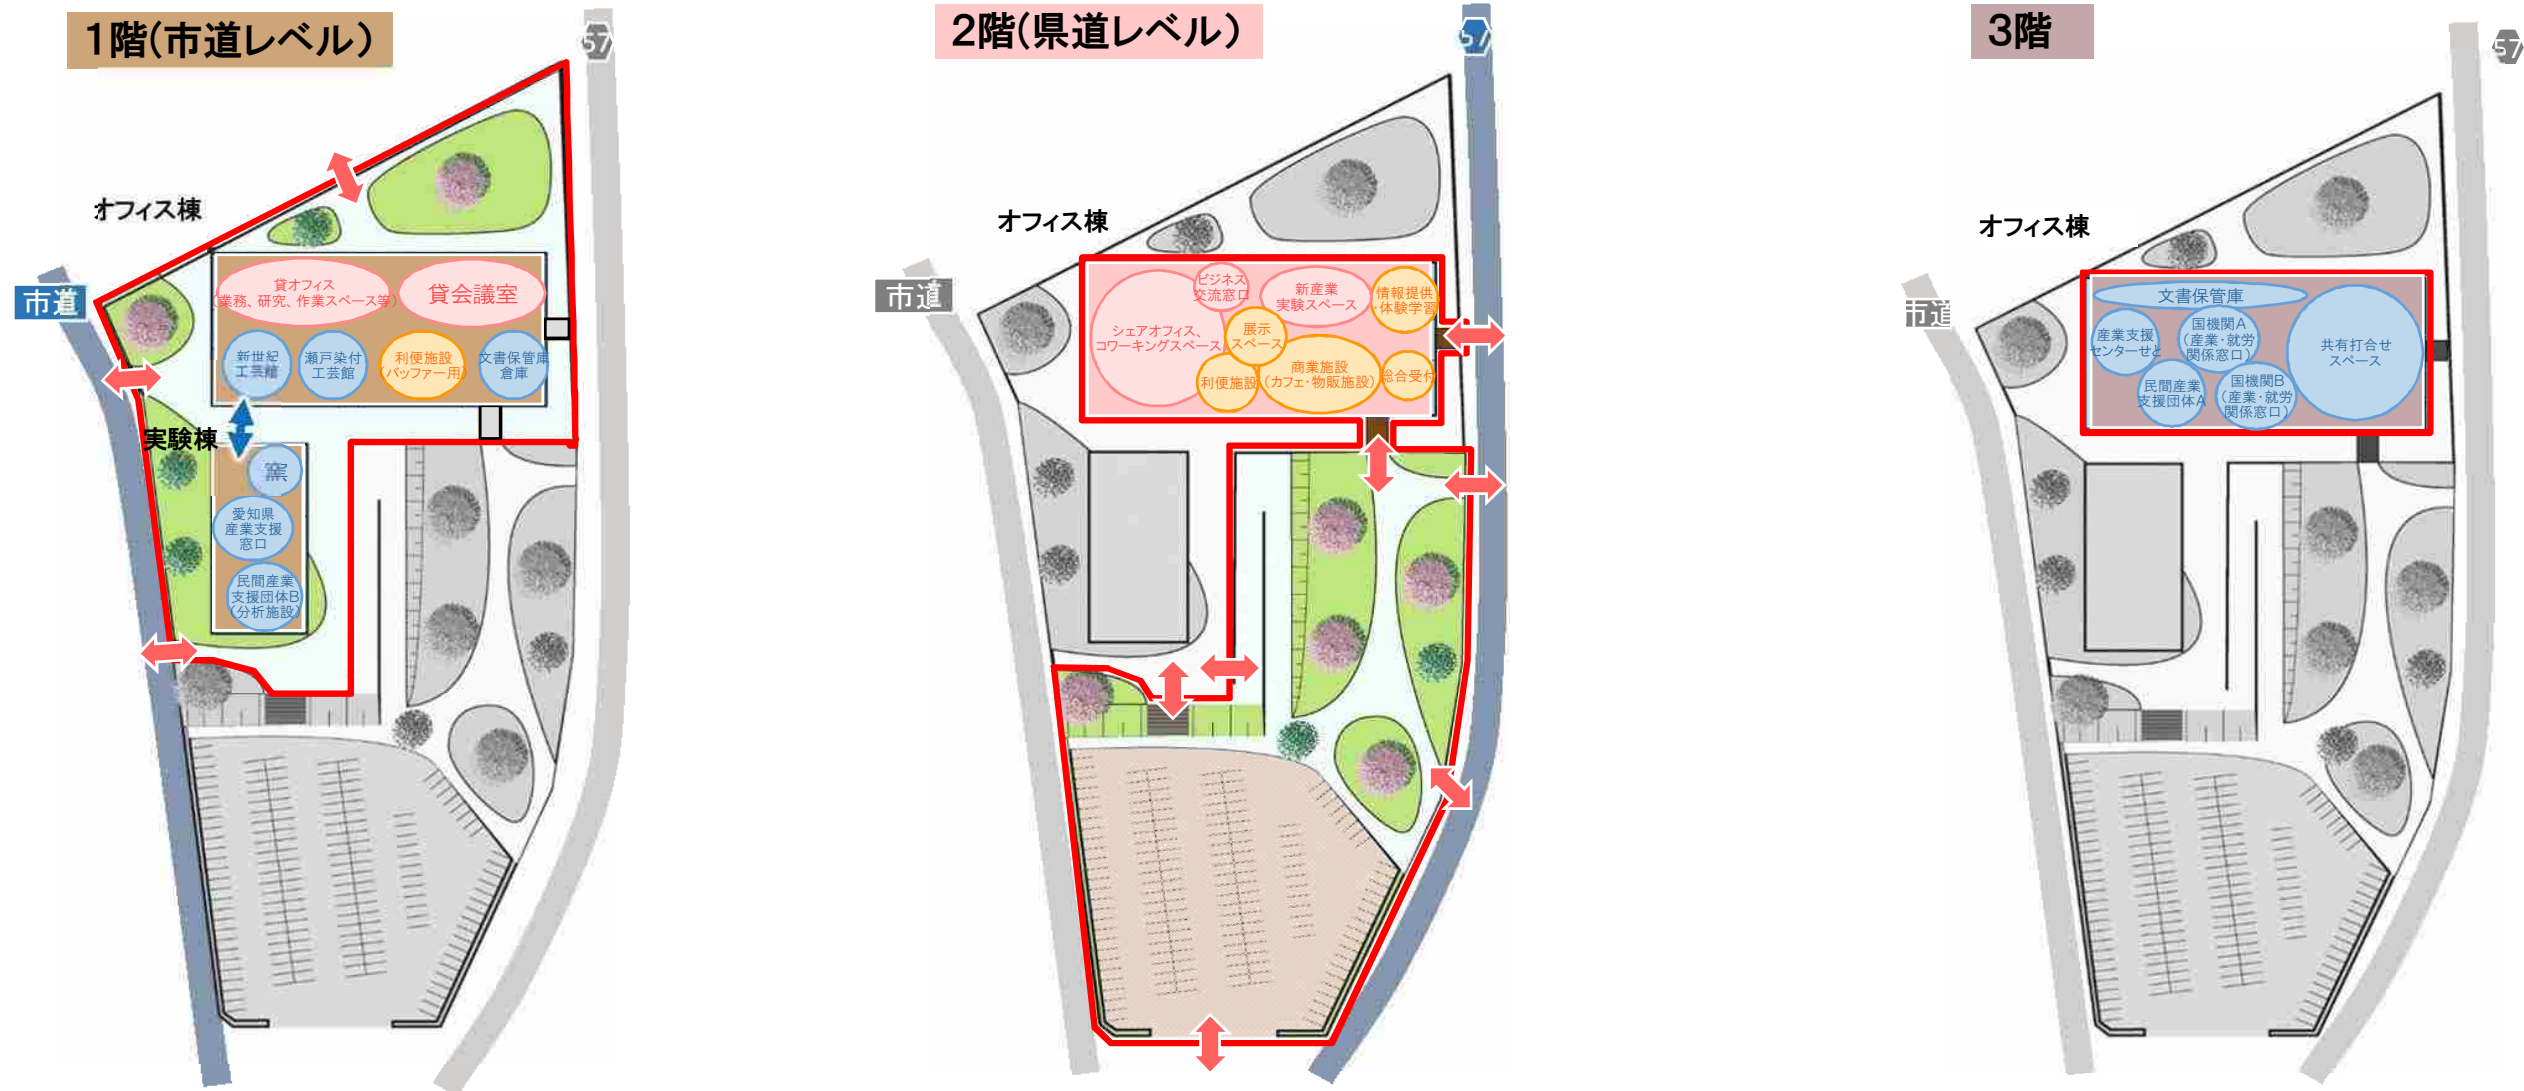 1階(市道レベル)
57
オフィス棟
市道
貸オフィス
(業務、研究、作業スペース等)
貸会議室
新世紀
工芸館
瀬戸染付
工芸館
利便施設
(バッファー用)
文書保管庫
倉庫
実験棟
窯
愛知県
産業支援
窓口
民間産業
支援団体B
(分析施設)
2階(県道レベル)
57
オフィス棟
市道
シェアオフィス、
コワーキングスペース
ビジネス
交流窓口
新産業
実験スペース
情報提供
・体験学習
展示
スペース
利便施設
商業施設
(カフェ・物販施設)
総合受付
3階
57
オフィス棟
市道
文書保管庫
産業支援
センターせと
国機関A
(産業・就労
関係窓口)
共有打合せ
スペース
民間産業
支援団体A
国機関B
(産業・就労
関係窓口)